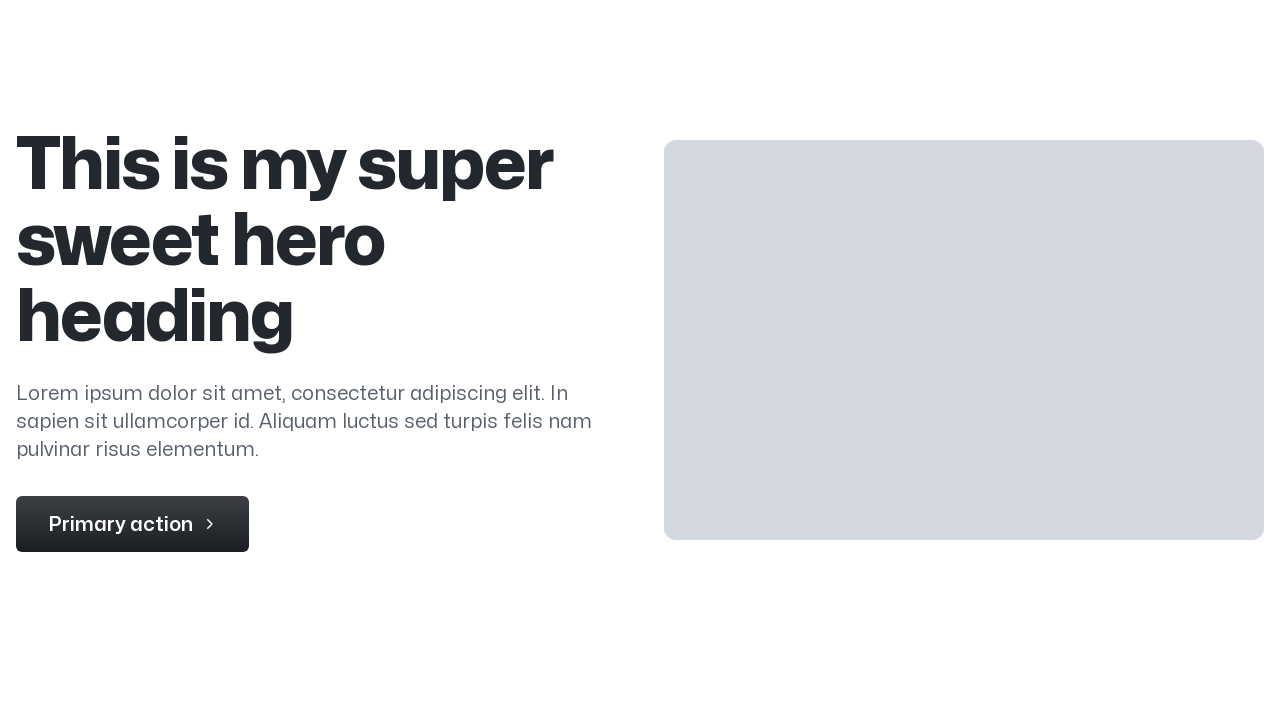 This is my super
sweet hero
heading
Lorem ipsum dolor sit amet, consectetur adipiscing elit. In
sapien sit ullamcorper id. Aliquam luctus sed turpis felis nam
pulvinar risus elementum.
Primary action